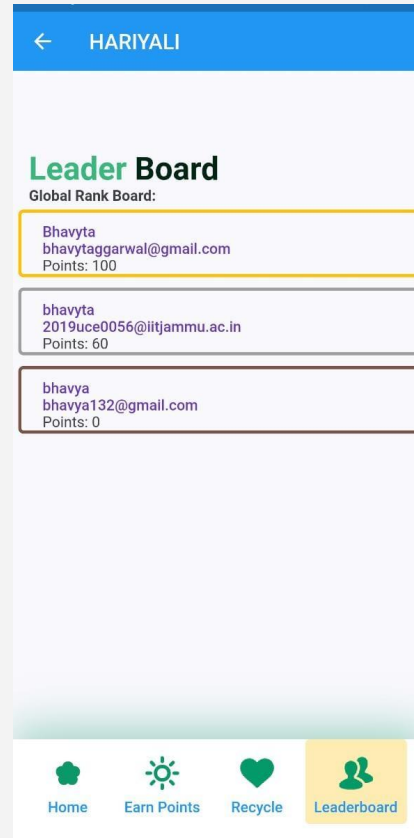 HARIYALI
Leader Board
Global Rank Board:
Bhavyta
bhavytaggarwal@gmail.com
Points: 100
bhavyta
2019uce0056@iitjammu.ac.in
Points: 60
bhavya
bhavya132@gmail.com
Points: 0
Home Earn Points Recycle Leaderboard